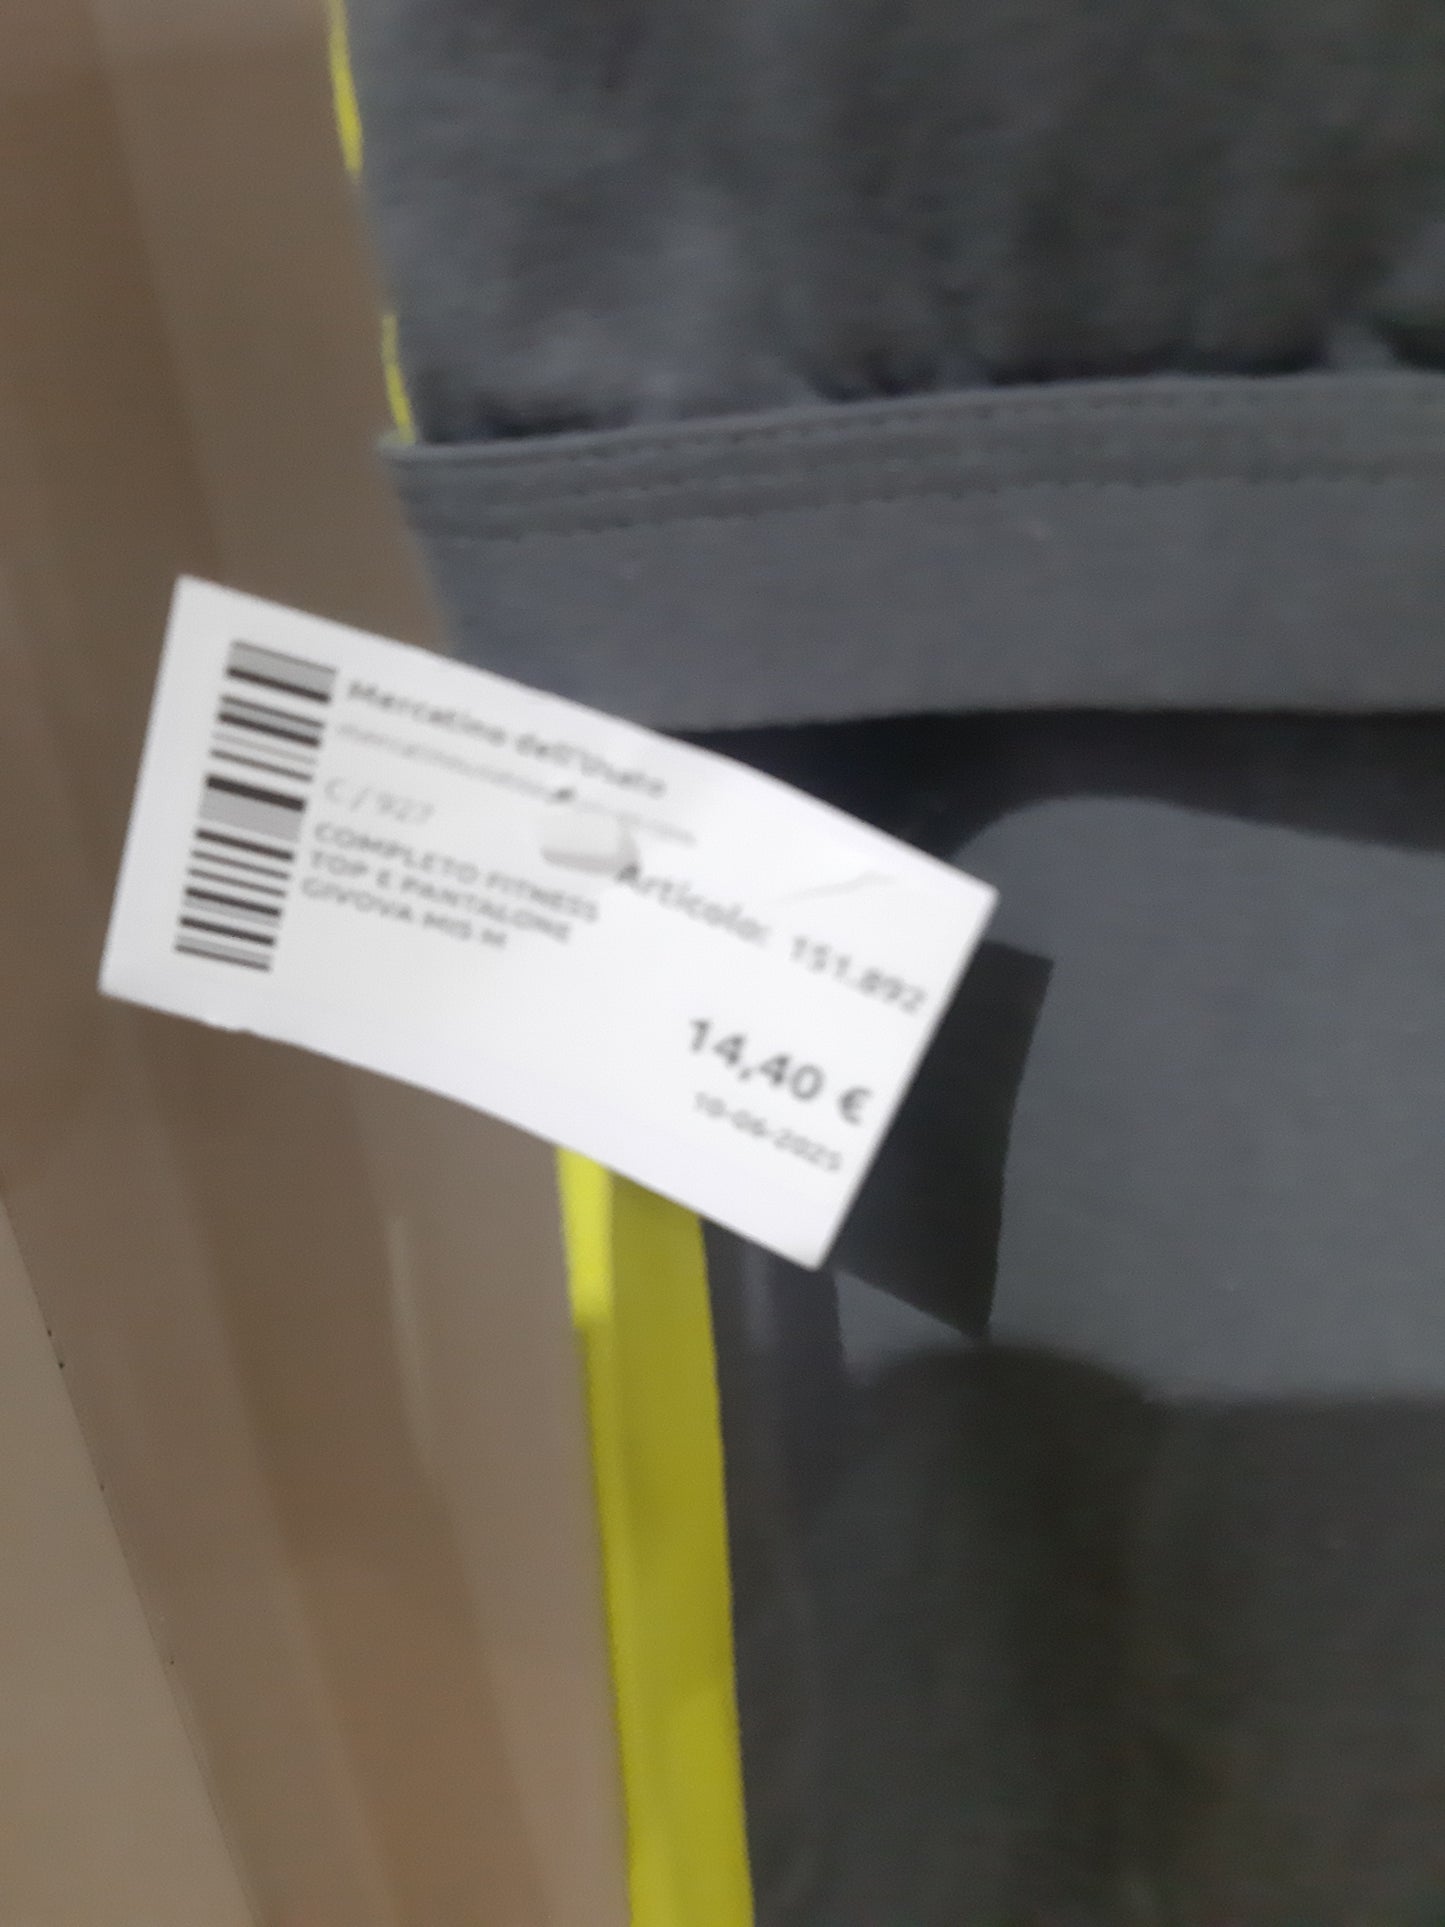 Mercatino dell'Usato
C / 927
COMPLETO FITNESS
TOP E PANTALONE
GIVOVA MIS M
Articolo: 151.892
14,40 €
10-06-2025